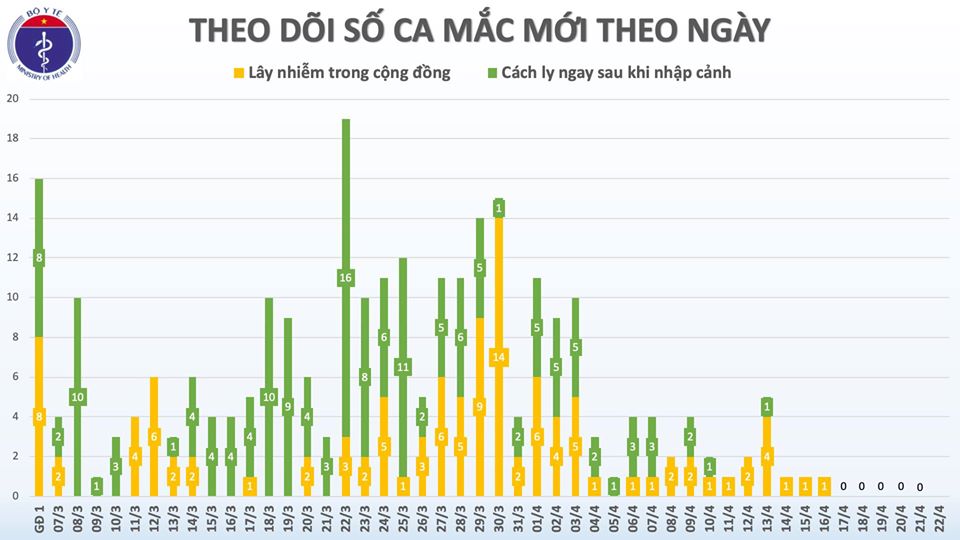 BỘ Y TẾ
MINISTRY OF HEALTH
THEO DÕI SỐ CA MẮC MỚI THEO NGÀY
Lây nhiễm trong cộng đồng Cách ly ngay sau khi nhập cảnh
20
18
16
14
12
10
8
6
4
2
0
8 2 10 1 3 1 4 4 4 4 10 9 4 3 16 8 6 11 2 5 6 5 1 2 5 5 5 2 1 3 3 2 1 1
8 2 4 6 2 2 1 2 3 2 5 1 3 6 5 9 14 2 6 4 5 1 1 1 2 2 1 1 2 4 1 1 1 0 0 0 0 0
GĐ 1 07/3 08/3 09/3 10/3 11/3 12/3 13/3 14/3 15/3 16/3 17/3 18/3 19/3 20/3 21/3 22/3 23/3 24/3 25/3 26/3 27/3 28/3 29/3 30/3 31/3 01/4 02/4 03/4 04/4 05/4 06/4 07/4 08/4 09/4 10/4 11/4 12/4 13/4 14/4 15/4 16/4 17/4 18/4 19/4 20/4 21/4 22/4